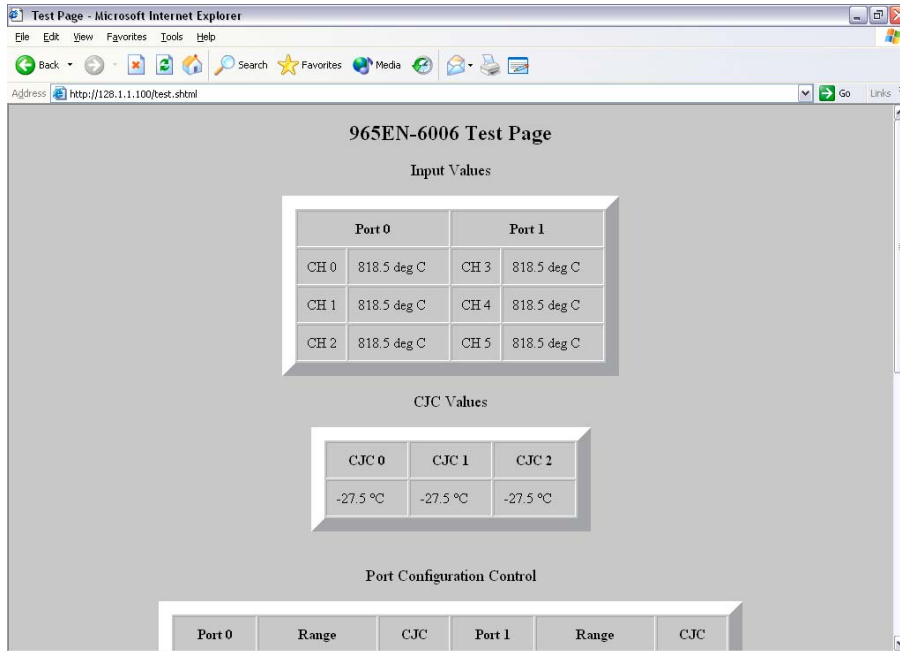 Test Page - Microsoft Internet Explorer
File Edit View Favorites Tools Help
Back Search Favorites Media
Address http://128.1.1.100/test.shtml Go Links
965EN-6006 Test Page
Input Values
Port 0 Port 1
CH 0 818.5 deg C CH 3 818.5 deg C
CH 1 818.5 deg C CH 4 818.5 deg C
CH 2 818.5 deg C CH 5 818.5 deg C
CJC Values
CJC 0 CJC 1 CJC 2
-27.5 ºC -27.5 ºC -27.5 ºC
Port Configuration Control
Port 0 Range CJC Port 1 Range CJC